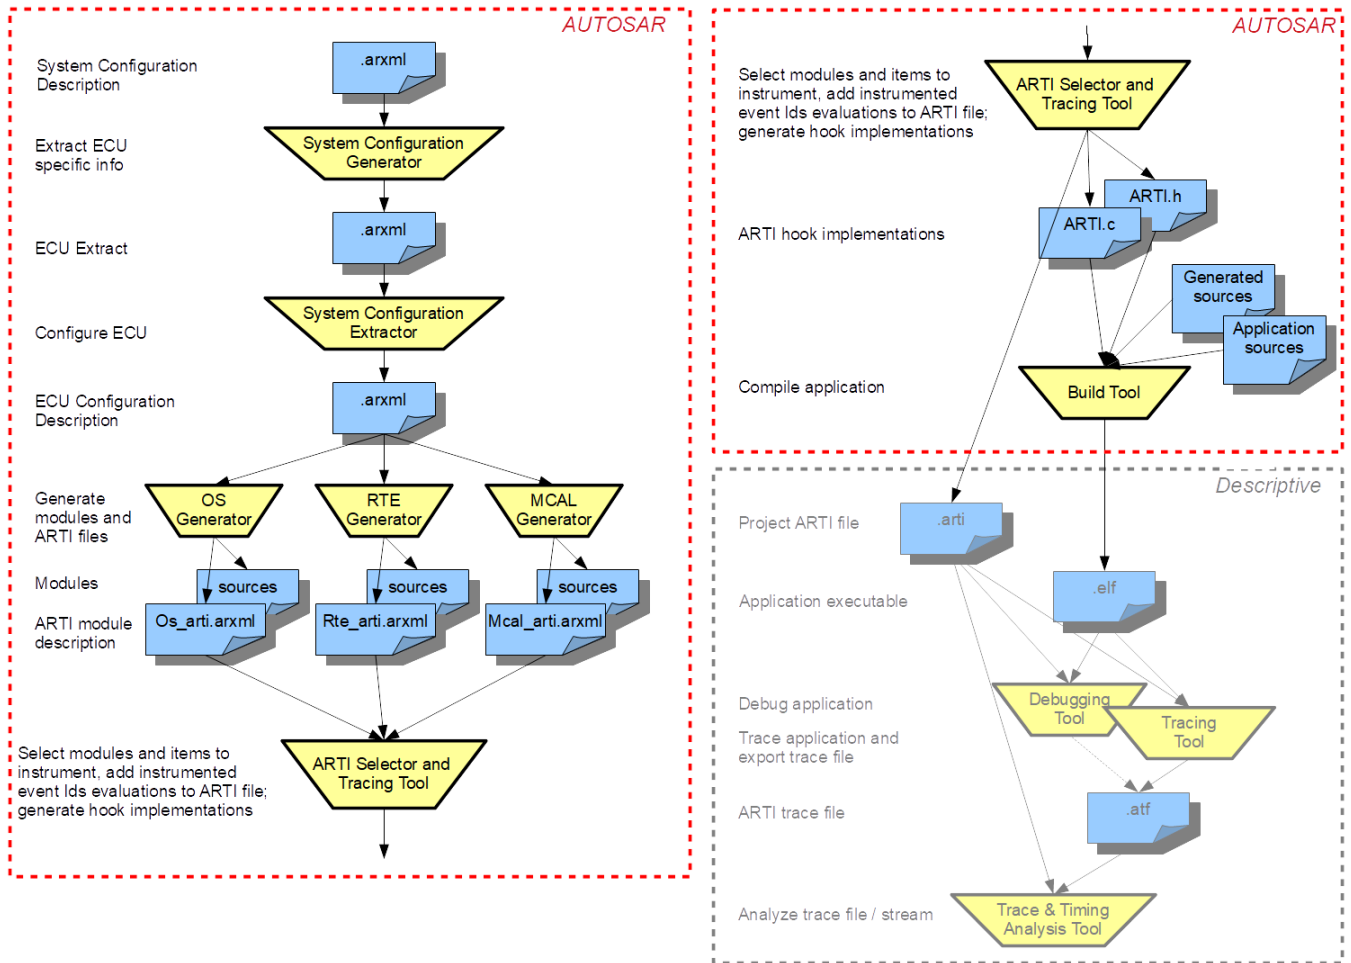 AUTOSAR
System Configuration
Description
.arxml
Extract ECU
specific info
System Configuration
Generator
.arxml
ECU Extract
Configure ECU
System Configuration
Extractor
ECU Configuration
Description
.arxml
Generate
modules and
ARTI files
OS
Generator
RTE
Generator
MCAL
Generator
Modules
sources
sources
sources
ARTI module
description
Os_arti.arxml
Rte_arti.arxml
Mcal_arti.arxml
Select modules and items to
instrument, add instrumented
event Ids evaluations to ARTI file;
generate hook implementations
ARTI Selector and
Tracing Tool
AUTOSAR
Select modules and items to
instrument, add instrumented
event Ids evaluations to ARTI file;
generate hook implementations
ARTI Selector and
Tracing Tool
ARTI.h
ARTI.c
ARTI hook implementations
Generated
sources
Application
sources
Compile application
Build Tool
Descriptive
Project ARTI file
.arti
Application executable
.elf
Debug application
Debugging
Tool
Trace application and
export trace file
Tracing
Tool
ARTI trace file
.atf
Analyze trace file / stream
Trace & Timing
Analysis Tool